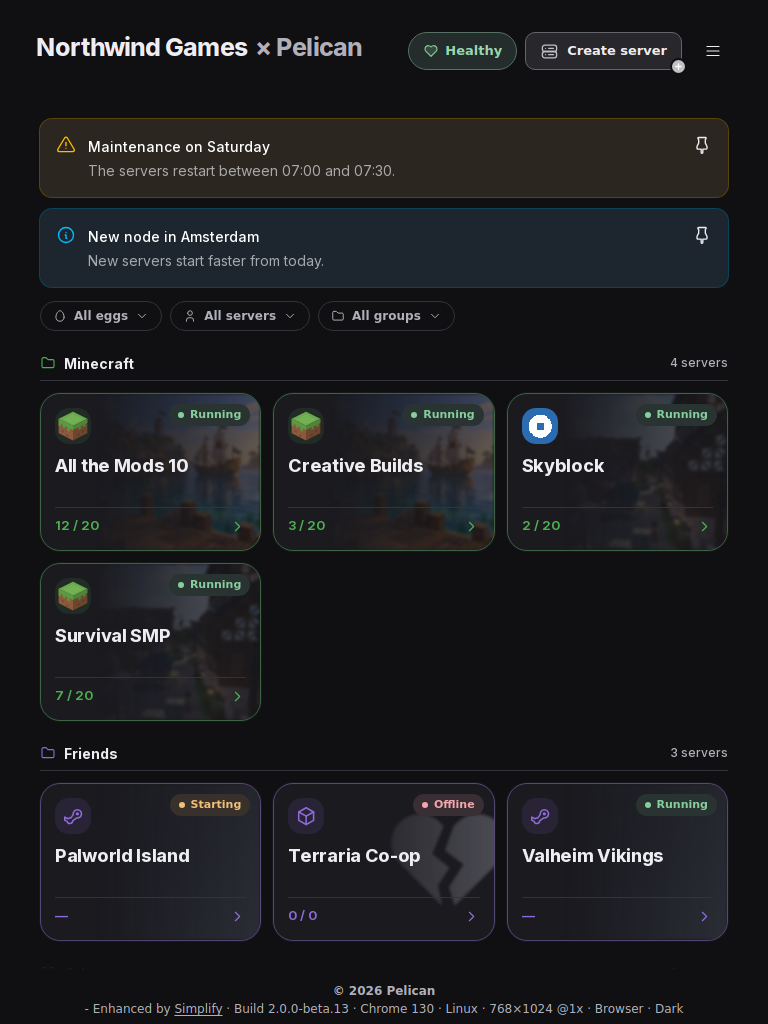 Northwind Games × Pelican
Healthy
Create server
Maintenance on Saturday
The servers restart between 07:00 and 07:30.
New node in Amsterdam
New servers start faster from today.
All eggs
All servers
All groups
Minecraft
4 servers
Running
All the Mods 10
12 / 20
Running
Creative Builds
3 / 20
Running
Skyblock
2 / 20
Running
Survival SMP
7 / 20
Friends
3 servers
Starting
Palworld Island
—
Offline
Terraria Co-op
0 / 0
Running
Valheim Vikings
—
© 2026 Pelican
- Enhanced by Simplify · Build 2.0.0-beta.13 · Chrome 130 · Linux · 768×1024 @1x · Browser · Dark